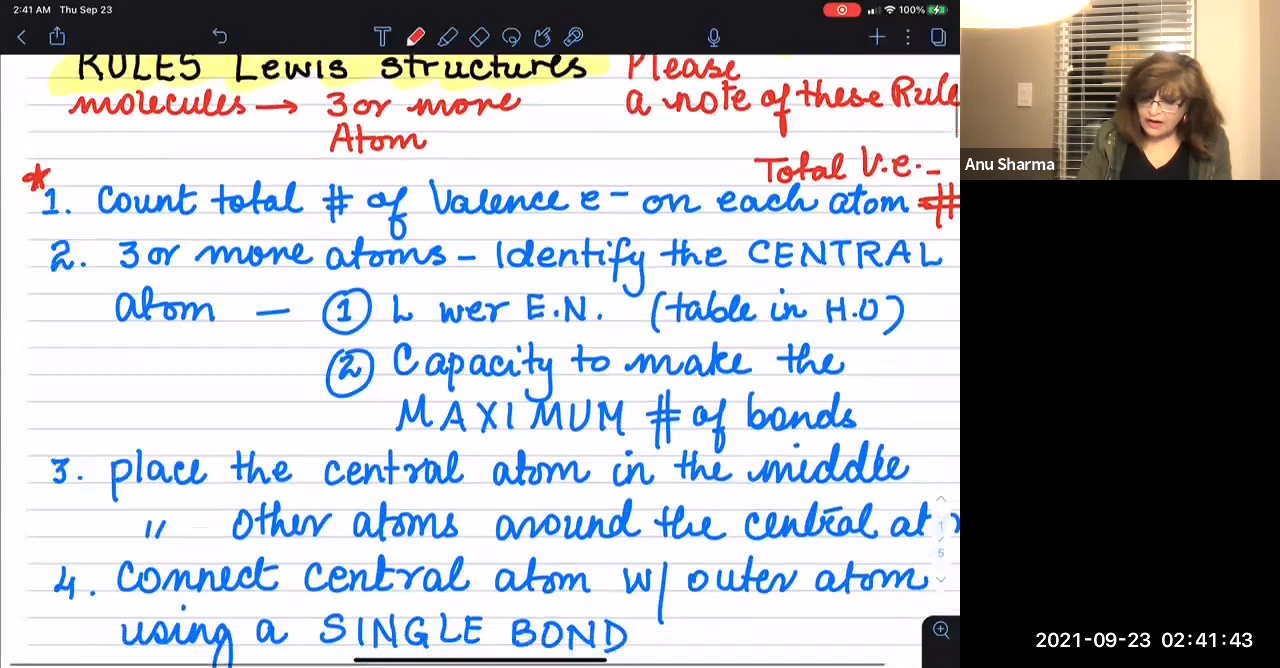 2:41 AM Thu Sep 23
100%
RULES Lewis structures Please
molecules → 3 or more a note of these Rule
Atom
Total V.e.-
* 1. Count total # of Valence e- on each atom #
2. 3 or more atoms - Identify the CENTRAL
atom - ① L wer E.N. (table in H.O)
② Capacity to make the
MAXIMUM # of bonds
3. place the central atom in the middle
" Other atoms around the central at
4. Connect central atom w/ outer atom
using a SINGLE BOND
1
/
5
Anu Sharma
2021-09-23 02:41:43